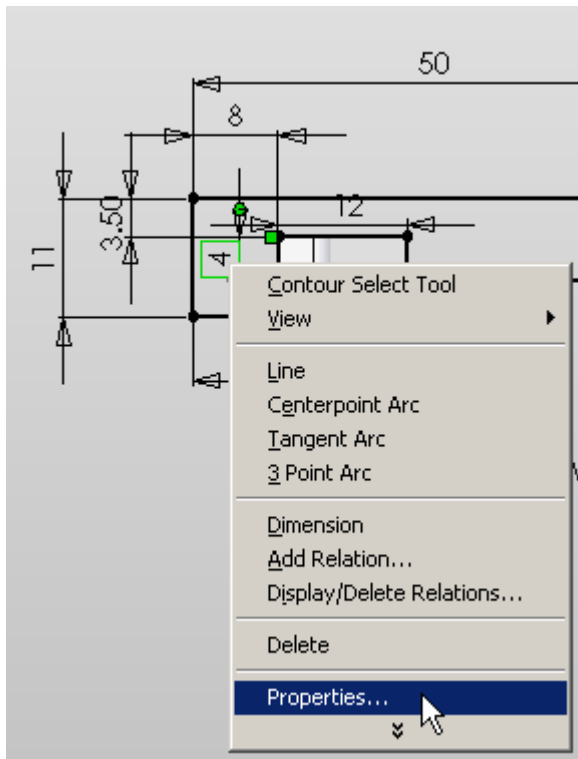 50
8
12
3.50
11
4
Contour Select Tool
View
Line
Centerpoint Arc
Tangent Arc
3 Point Arc
Dimension
Add Relation...
Display/Delete Relations...
Delete
Properties...